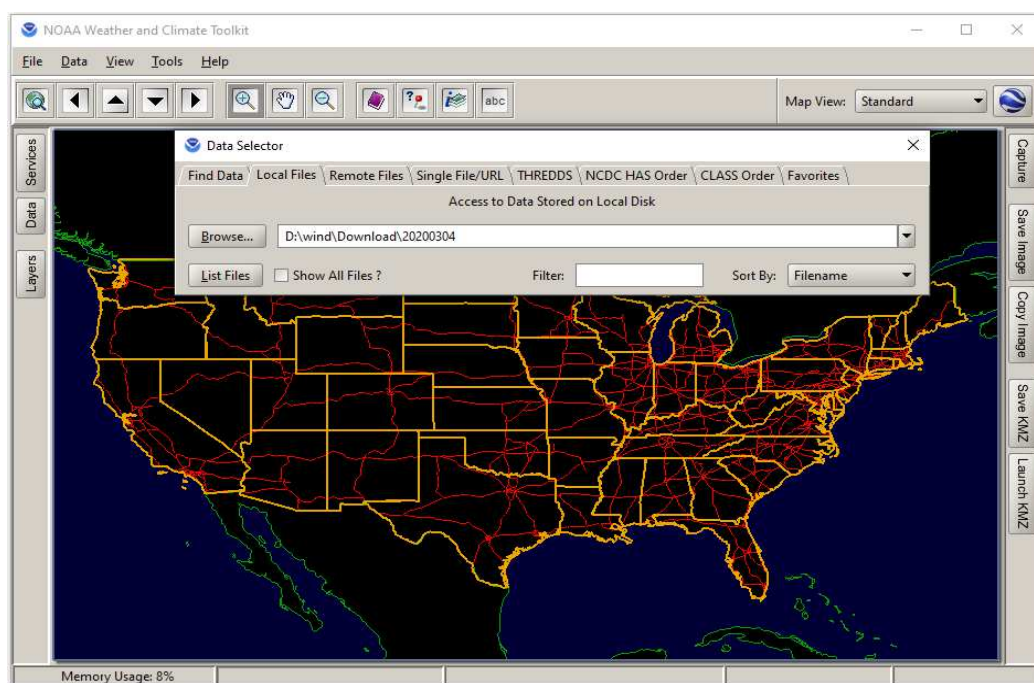 NOAA Weather and Climate Toolkit
File Data View Tools Help
abc
Map View: Standard
Services
Data
Layers
Data Selector
Find Data Local Files Remote Files Single File/URL THREDDS NCDC HAS Order CLASS Order Favorites
Access to Data Stored on Local Disk
Browse... D:\wind\Download\20200304
List Files Show All Files ? Filter: Sort By: Filename
Capture
Save Image
Copy Image
Save KMZ
Launch KMZ
Memory Usage: 8%